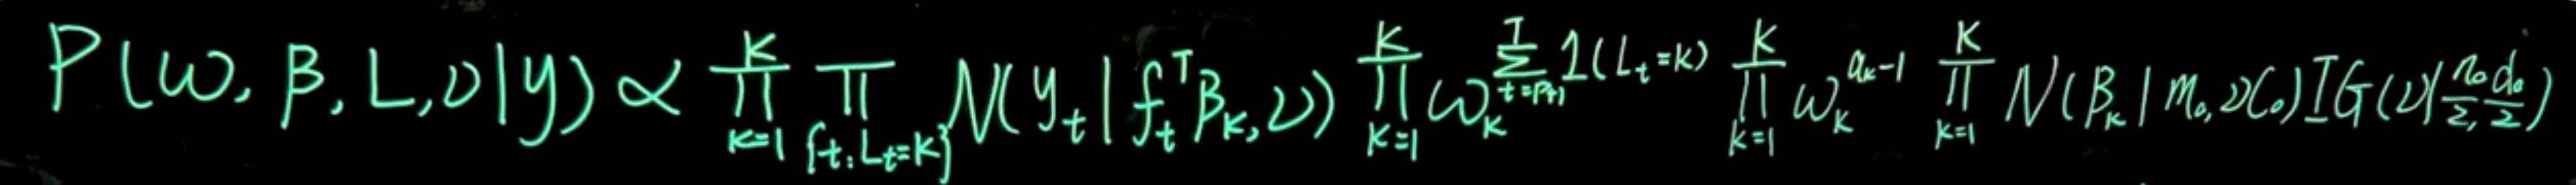 P(ω, β, L, ν|y) ∝ ∏_{k=1}^{K} ∏_{{t:L_t=k}} N(y_t | f_t^T β_k, ν) ∏_{k=1}^{K} ω_k^{∑_{t=p+1}^{T} 1(L_t=k)} ∏_{k=1}^{K} ω_k^{a_k-1} ∏_{k=1}^{K} N(β_k | m_0, νC_0) IG(ν | n_0/2, d_0/2)